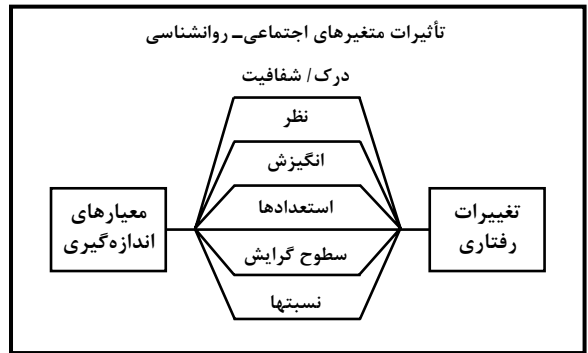 تأثیرات متغیرهای اجتماعی– روانشناسی
درک/ شفافیت
نظر
انگیزش
استعدادها
سطوح گرایش
نسبتها
تغییرات
رفتاری
معیارهای
اندازه‌گیری